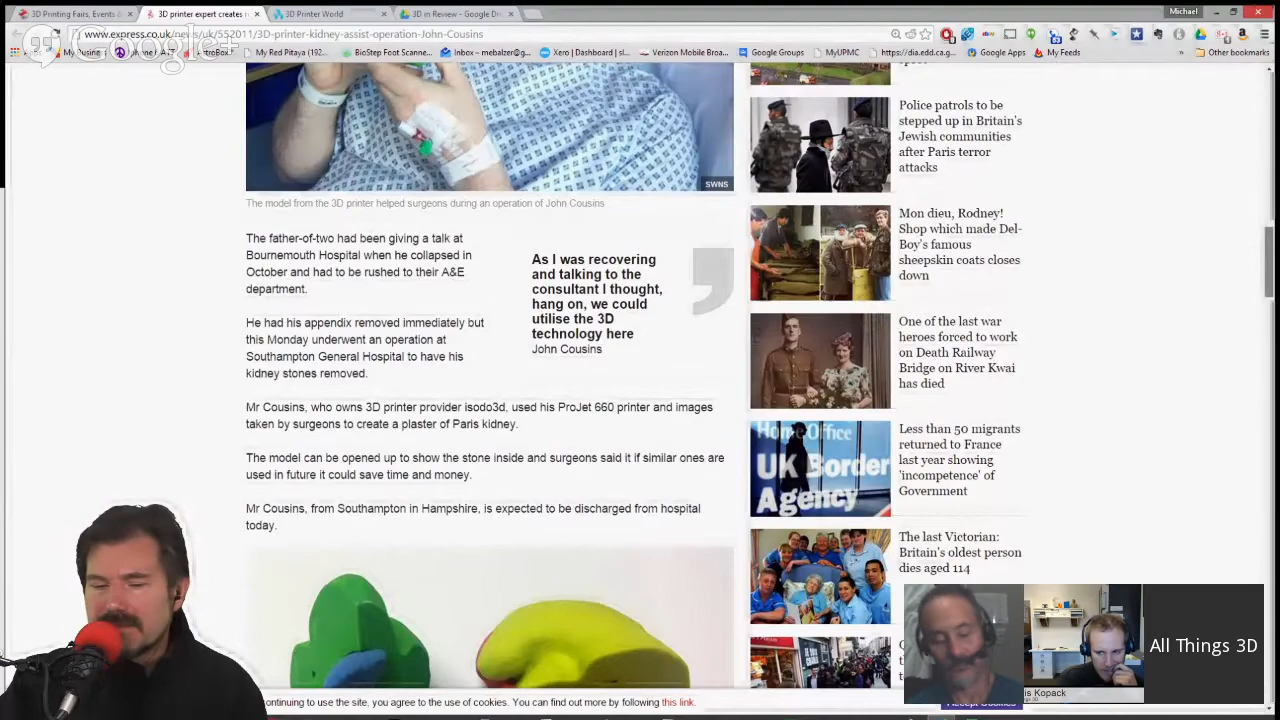 3D Printing Fails, Events &
3D printer expert creates
3D Printer World
3D in Review - Google Dr
Michael
Google
www.express.co.uk/news/uk/552011/3D-printer-kidney-assist-operation-John-Cousins
My Red Pitaya (192...
BioStep Foot Scanne...
Inbox – mebalzer@g...
Xero | Dashboard | sl...
Verizon Mobile Broa...
Google Groups
MyUPMC
https://dia.edd.ca.g...
Google Apps
My Feeds
Other bookmarks
SWNS
The model from the 3D printer helped surgeons during an operation of John Cousins
The father-of-two had been giving a talk at
Bournemouth Hospital when he collapsed in
October and had to be rushed to their A&E
department.
He had his appendix removed immediately but
this Monday underwent an operation at
Southampton General Hospital to have his
kidney stones removed.
As I was recovering
and talking to the
consultant I thought,
hang on, we could
utilise the 3D
technology here
John Cousins
Mr Cousins, who owns 3D printer provider isodo3d, used his ProJet 660 printer and images
taken by surgeons to create a plaster of Paris kidney.
The model can be opened up to show the stone inside and surgeons said it if similar ones are
used in future it could save time and money.
Mr Cousins, from Southampton in Hampshire, is expected to be discharged from hospital
today.
Police patrols to be
stepped up in Britain's
Jewish communities
after Paris terror
attacks
Mon dieu, Rodney!
Shop which made Del-
Boy's famous
sheepskin coats closes
down
One of the last war
heroes forced to work
on Death Railway
Bridge on River Kwai
has died
Home Office
UK Border
Agency
Less than 50 migrants
returned to France
last year showing
'incompetence' of
Government
The last Victorian:
Britain's oldest person
dies aged 114
All Things 3D
is Kopack
ontinuing to use the site, you agree to the use of cookies. You can find out more by following this link.
Accept Cookies